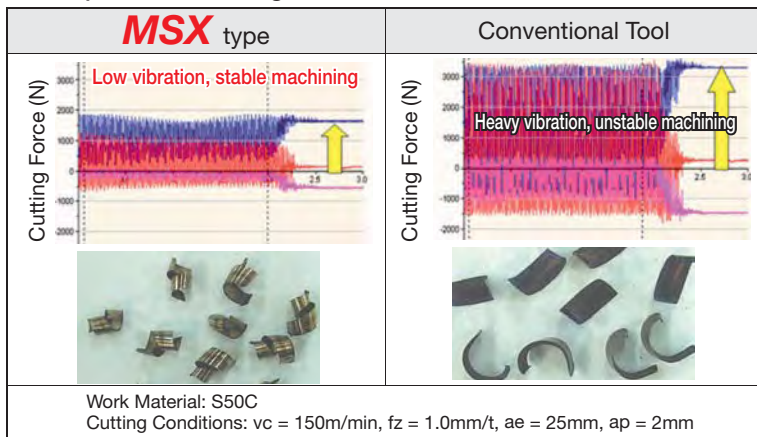 MSX type
Conventional Tool
Cutting Force (N)
3000
2000
1000
0
-1000
-2000
2.5
3.0
Low vibration, stable machining
Cutting Force (N)
3000
2000
1000
0
-1000
-2000
2.5
3.0
Heavy vibration, unstable machining
Work Material: S50C
Cutting Conditions: vc = 150m/min, fz = 1.0mm/t, ae = 25mm, ap = 2mm